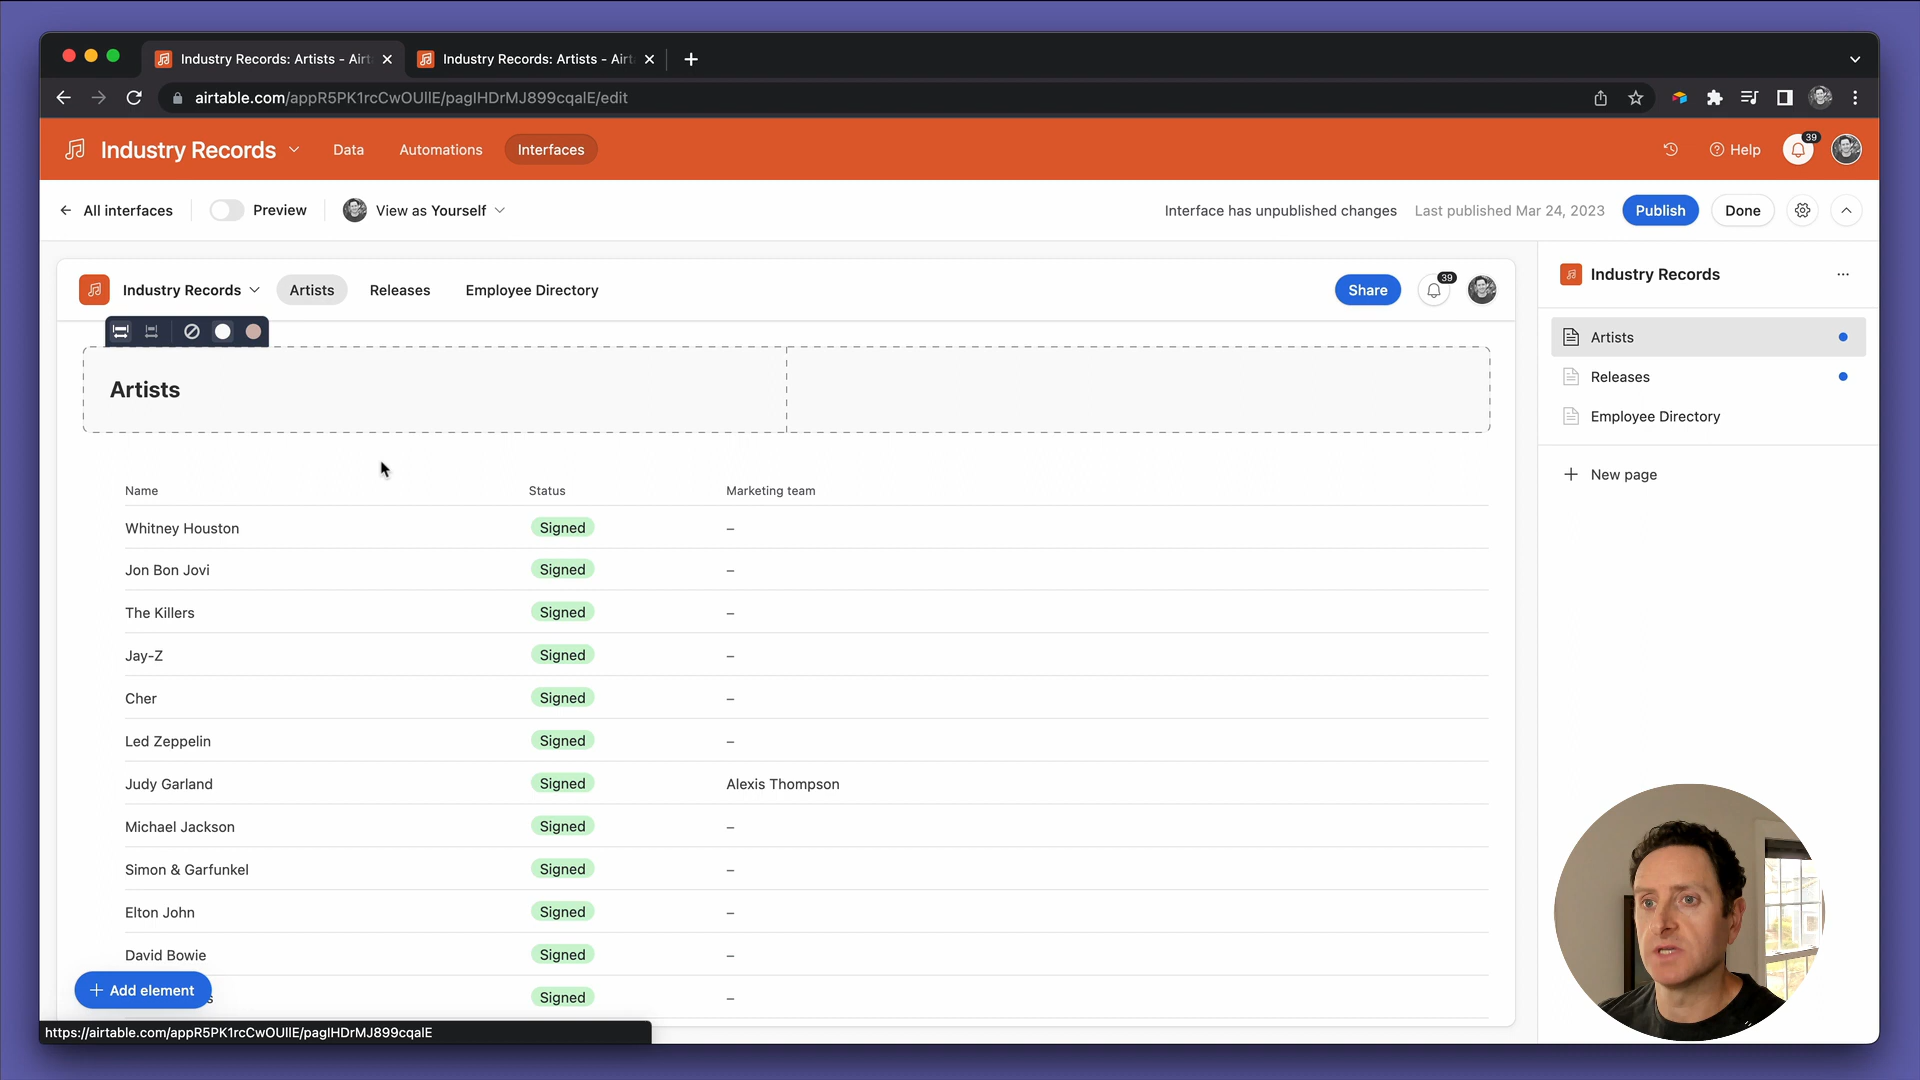 Industry Records: Artists - Airt
Industry Records: Artists - Airt
airtable.com/appR5PK1rcCwOUllE/pagIHDrMJ899cqalE/edit
Industry Records
Data
Automations
Interfaces
Help
39
All interfaces
Preview
View as Yourself
Interface has unpublished changes
Last published Mar 24, 2023
Publish
Done
Industry Records
Artists
Releases
Employee Directory
Share
39
Artists
Name Status Marketing team
Whitney Houston Signed –
Jon Bon Jovi Signed –
The Killers Signed –
Jay-Z Signed –
Cher Signed –
Led Zeppelin Signed –
Judy Garland Signed Alexis Thompson
Michael Jackson Signed –
Simon & Garfunkel Signed –
Elton John Signed –
David Bowie Signed –
s Signed –
+ Add element
https://airtable.com/appR5PK1rcCwOUllE/pagIHDrMJ899cqalE
Industry Records
Artists
Releases
Employee Directory
+ New page